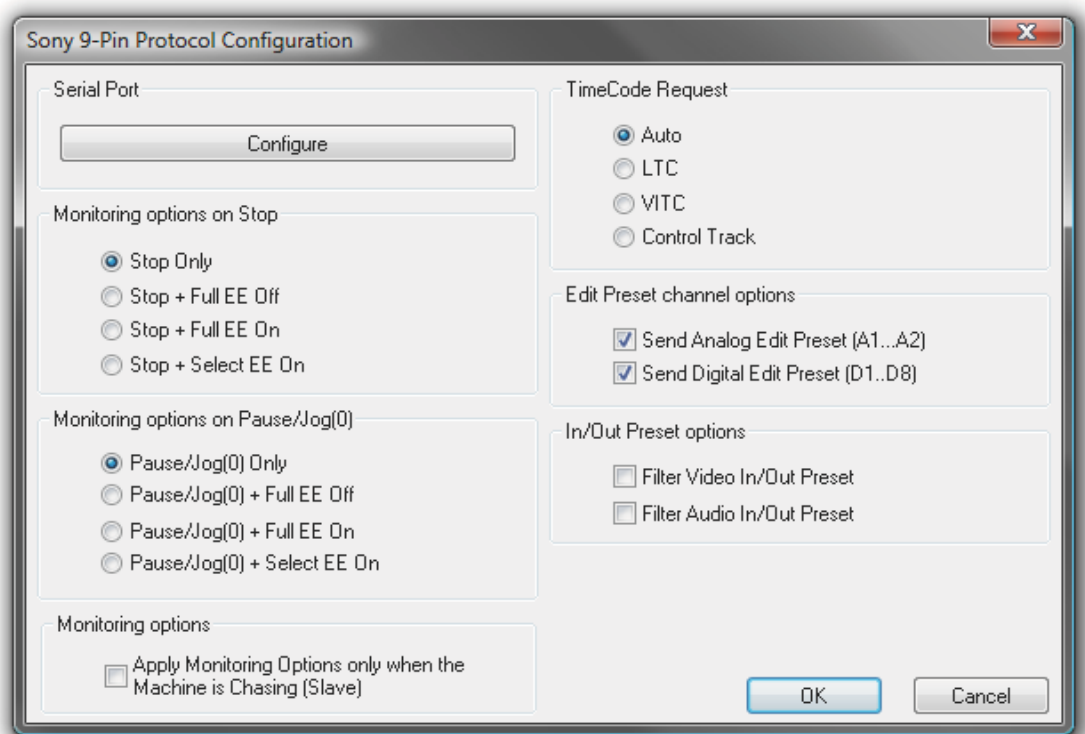 Sony 9-Pin Protocol Configuration
Serial Port
Configure
Monitoring options on Stop
Stop Only
Stop + Full EE Off
Stop + Full EE On
Stop + Select EE On
Monitoring options on Pause/Jog(0)
Pause/Jog(0) Only
Pause/Jog(0) + Full EE Off
Pause/Jog(0) + Full EE On
Pause/Jog(0) + Select EE On
Monitoring options
Apply Monitoring Options only when the
Machine is Chasing (Slave)
TimeCode Request
Auto
LTC
VITC
Control Track
Edit Preset channel options
Send Analog Edit Preset (A1...A2)
Send Digital Edit Preset (D1..D8)
In/Out Preset options
Filter Video In/Out Preset
Filter Audio In/Out Preset
OK
Cancel